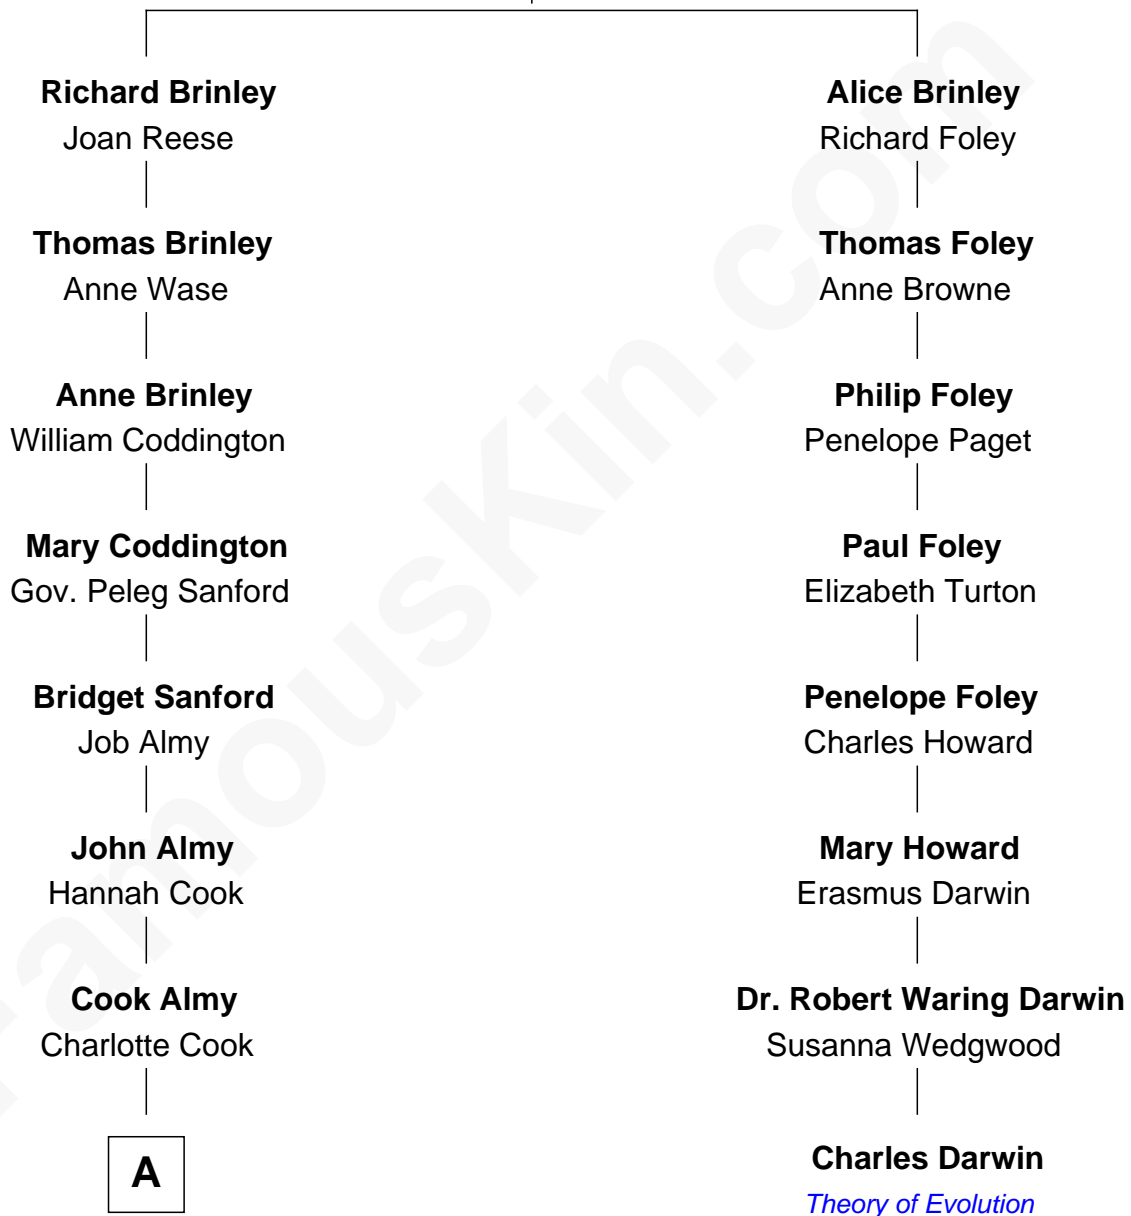 Richard Brinley
Joan Reese
Thomas Brinley
Anne Wase
Anne Brinley
William Coddington
Mary Coddington
Gov. Peleg Sanford
Bridget Sanford
Job Almy
John Almy
Hannah Cook
Cook Almy
Charlotte Cook
A
Alice Brinley
Richard Foley
Thomas Foley
Anne Browne
Philip Foley
Penelope Paget
Paul Foley
Elizabeth Turton
Penelope Foley
Charles Howard
Mary Howard
Erasmus Darwin
Dr. Robert Waring Darwin
Susanna Wedgwood
Charles Darwin
Theory of Evolution
FamousKin.com